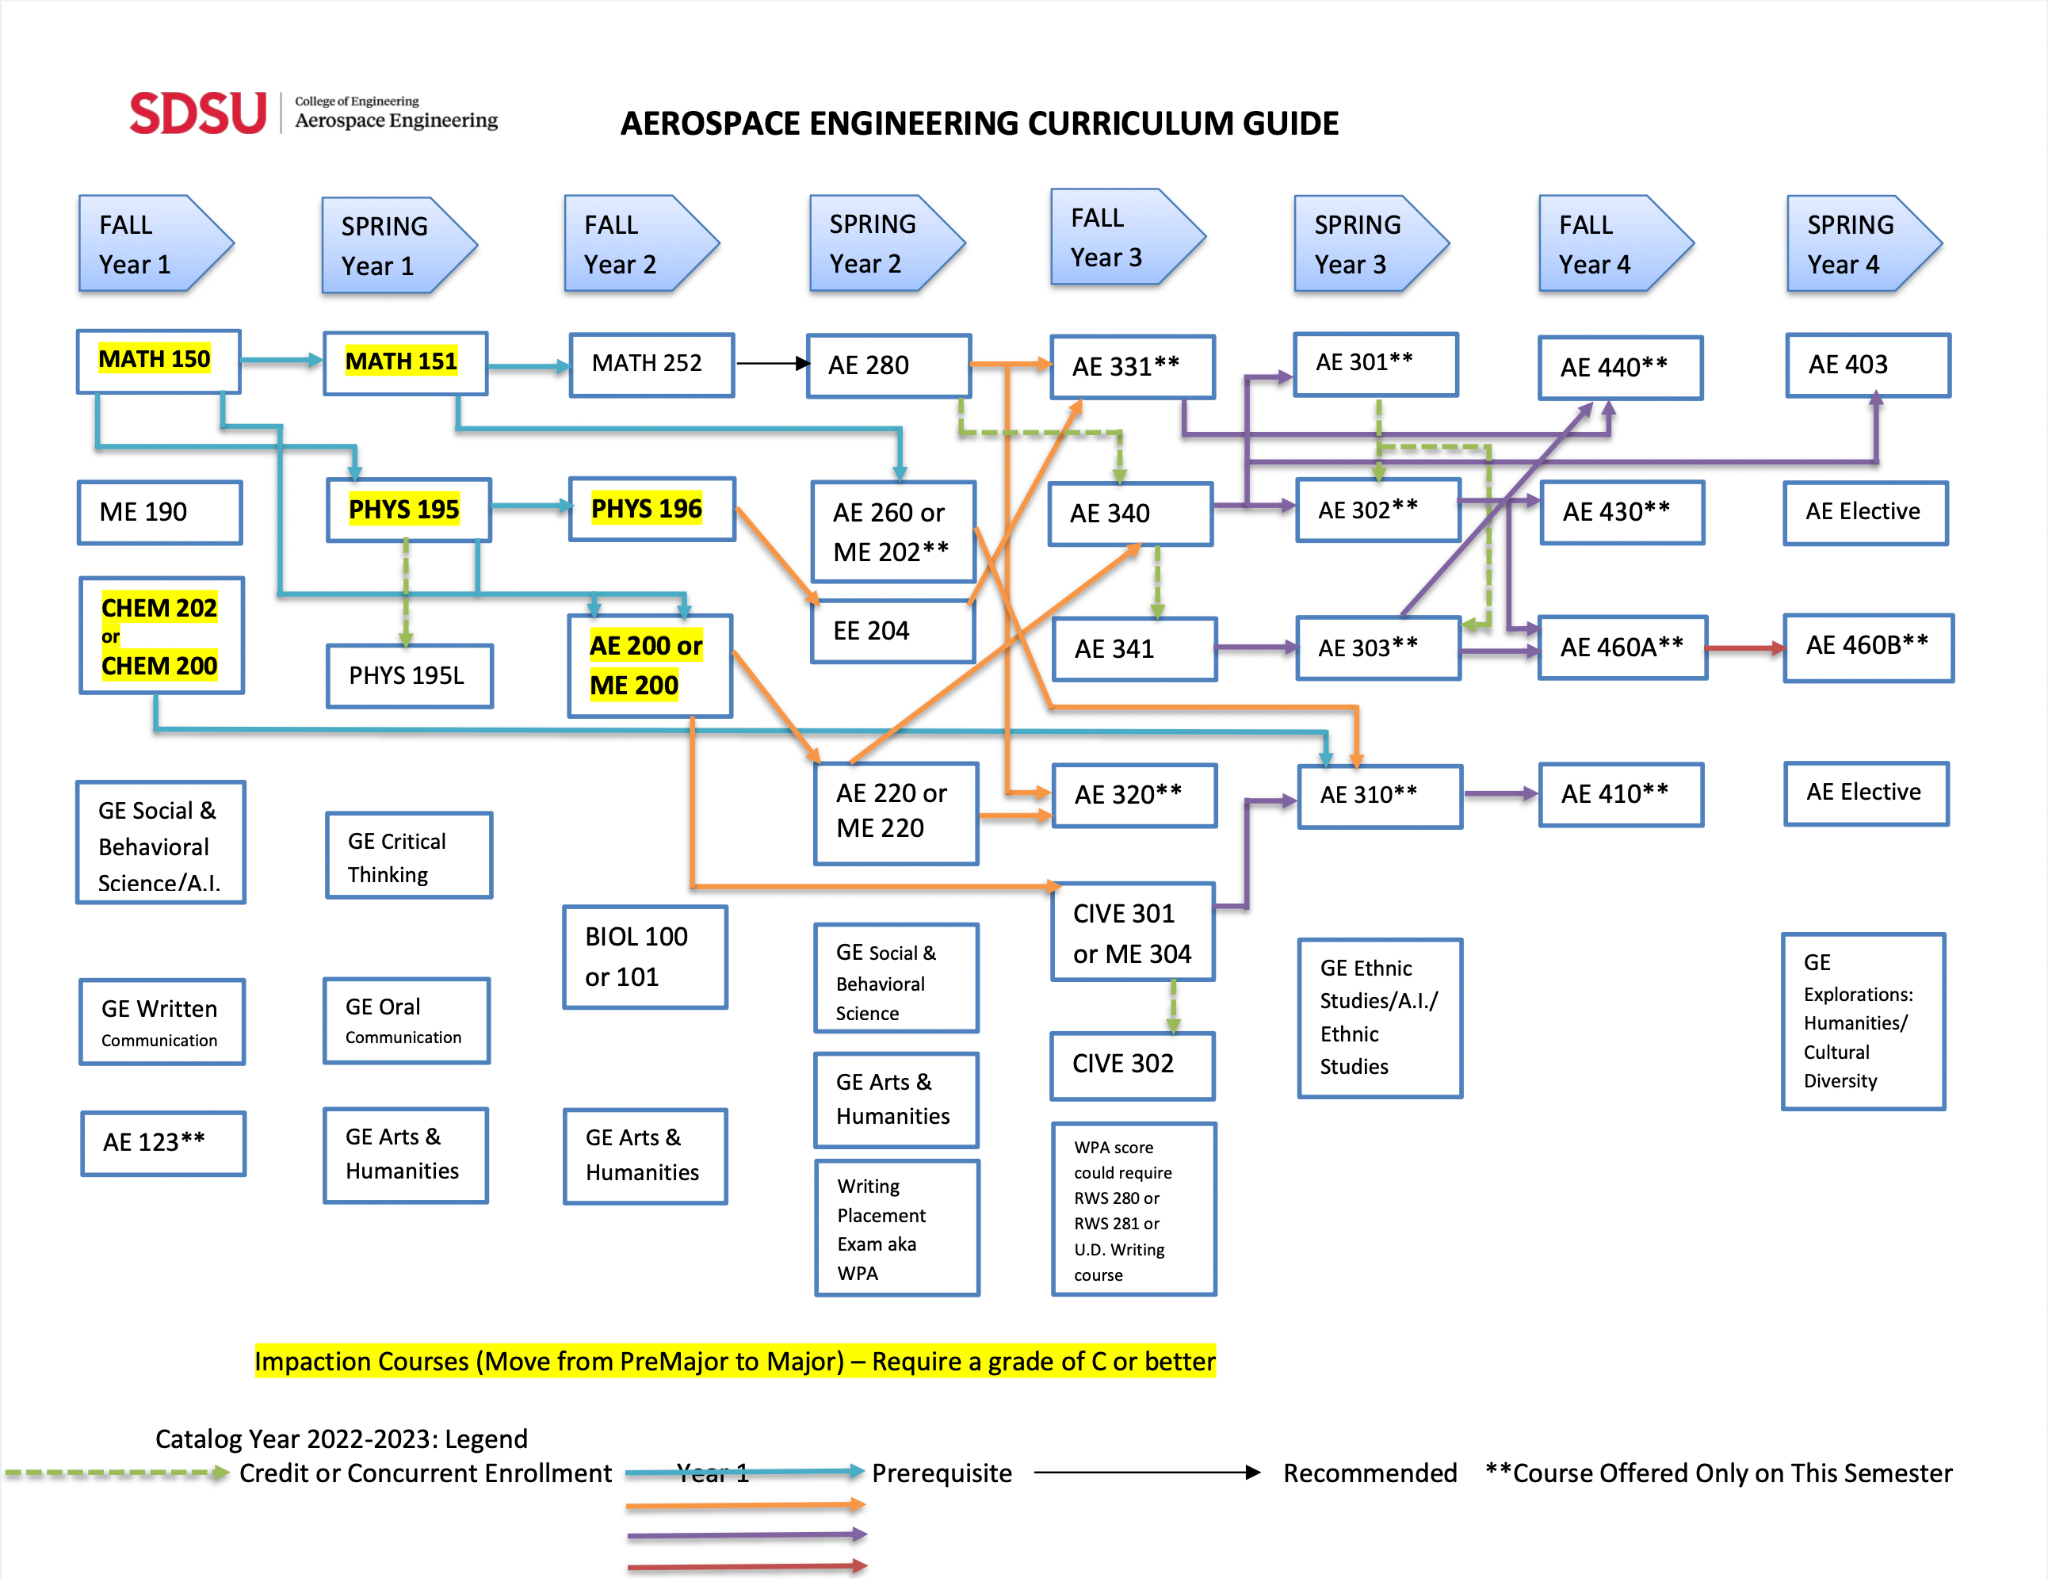 SDSU
College of Engineering
Aerospace Engineering
AEROSPACE ENGINEERING CURRICULUM GUIDE
FALL
Year 1
SPRING
Year 1
FALL
Year 2
SPRING
Year 2
FALL
Year 3
SPRING
Year 3
FALL
Year 4
SPRING
Year 4
MATH 150
MATH 151
MATH 252
AE 280
AE 331**
AE 301**
AE 440**
AE 403
ME 190
PHYS 195
PHYS 196
AE 260 or
ME 202**
AE 340
AE 302**
AE 430**
AE Elective
CHEM 202
or
CHEM 200
PHYS 195L
AE 200 or
ME 200
EE 204
AE 341
AE 303**
AE 460A**
AE 460B**
GE Social &
Behavioral
Science/A.I.
GE Critical
Thinking
AE 220 or
ME 220
AE 320**
AE 310**
AE 410**
AE Elective
BIOL 100
or 101
GE Social &
Behavioral
Science
CIVE 301
or ME 304
GE Ethnic
Studies/A.I./
Ethnic
Studies
GE
Explorations:
Humanities/
Cultural
Diversity
GE Written
Communication
GE Oral
Communication
GE Arts &
Humanities
CIVE 302
AE 123**
GE Arts &
Humanities
GE Arts &
Humanities
Writing
Placement
Exam aka
WPA
WPA score
could require
RWS 280 or
RWS 281 or
U.D. Writing
course
Impaction Courses (Move from PreMajor to Major) – Require a grade of C or better
Catalog Year 2022-2023: Legend
Credit or Concurrent Enrollment
Year 1
Prerequisite
Recommended
**Course Offered Only on This Semester